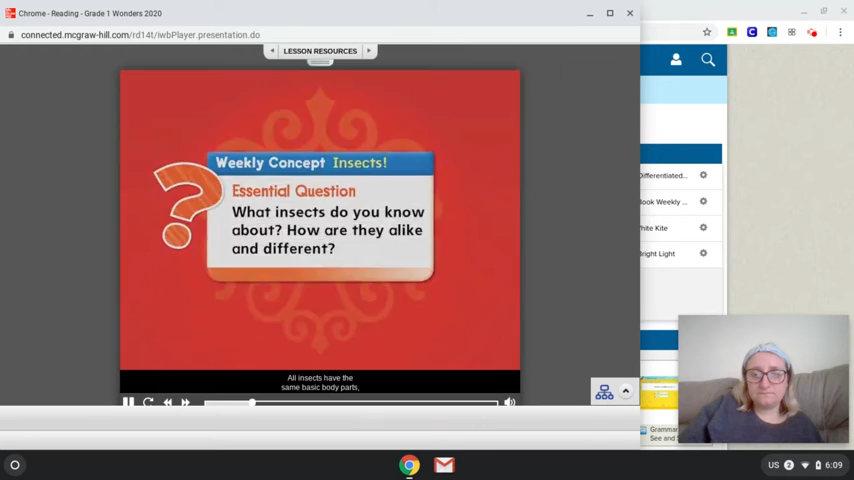 Chrome - Reading - Grade 1 Wonders 2020
connected.mcgraw-hill.com/rd14t/iwbPlayer.presentation.do
LESSON RESOURCES
Weekly Concept Insects!
?
Essential Question
What insects do you know
about? How are they alike
and different?
All insects have the
same basic body parts,
Differentiated...
Book Weekly ...
hite Kite
Bright Light
Grammar
See and S
US 2 6:09